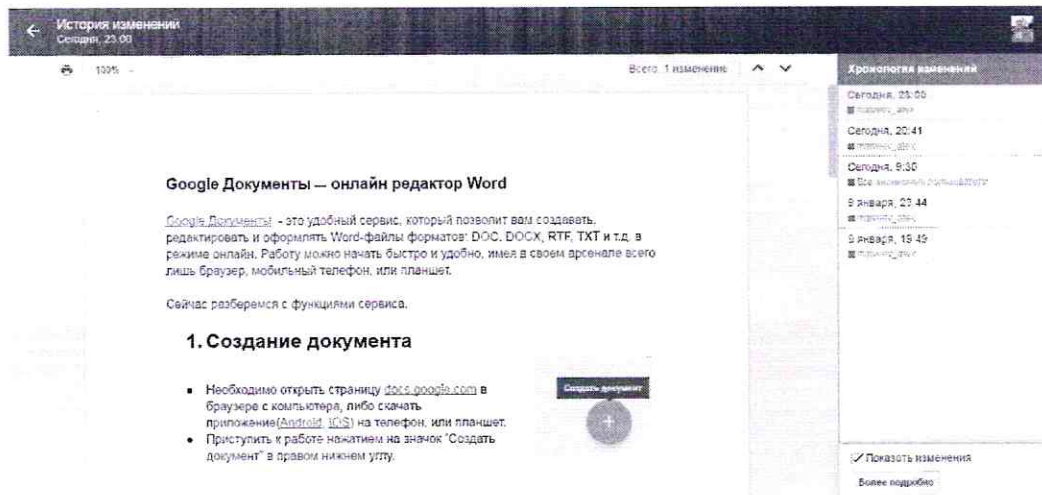 История изменений
Сегодня, 23:00
100%
Всего 1 изменение
Хронология изменений
Сегодня, 23:00
Сегодня, 20:41
Сегодня, 9:30
Все анонимные пользователи
9 января, 23:44
9 января, 19:49
Google Документы — онлайн редактор Word
Google Документы - это удобный сервис, который позволит вам создавать,
редактировать и оформлять Word-файлы форматов: DOC, DOCX, RTF, TXT и т.д. в
режиме онлайн. Работу можно начать быстро и удобно, имея в своем арсенале всего
лишь браузер, мобильный телефон, или планшет.
Сейчас разберемся с функциями сервиса.
1. Создание документа
Необходимо открыть страницу docs.google.com в
браузере с компьютера, либо скачать
приложение(Android, IOS) на телефон, или планшет.
Приступить к работе нажатием на значок "Создать
документ" в правом нижнем углу.
Создать документ
Показать изменения
Более подробно